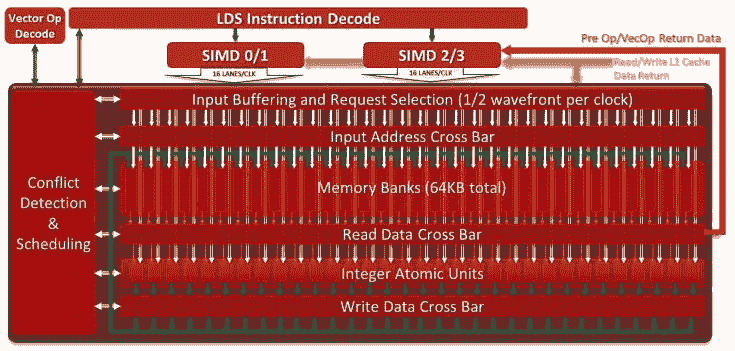 Vector Op
Decode
LDS Instruction Decode
SIMD 0/1
SIMD 2/3
Pre Op/VecOp Return Data
Read/Write L1 Cache
Data Return
16 LANES/CLK
16 LANES/CLK
Input Buffering and Request Selection (1/2 wavefront per clock)
Input Address Cross Bar
Conflict
Detection
&
Scheduling
Memory Banks (64KB total)
Read Data Cross Bar
Integer Atomic Units
Write Data Cross Bar